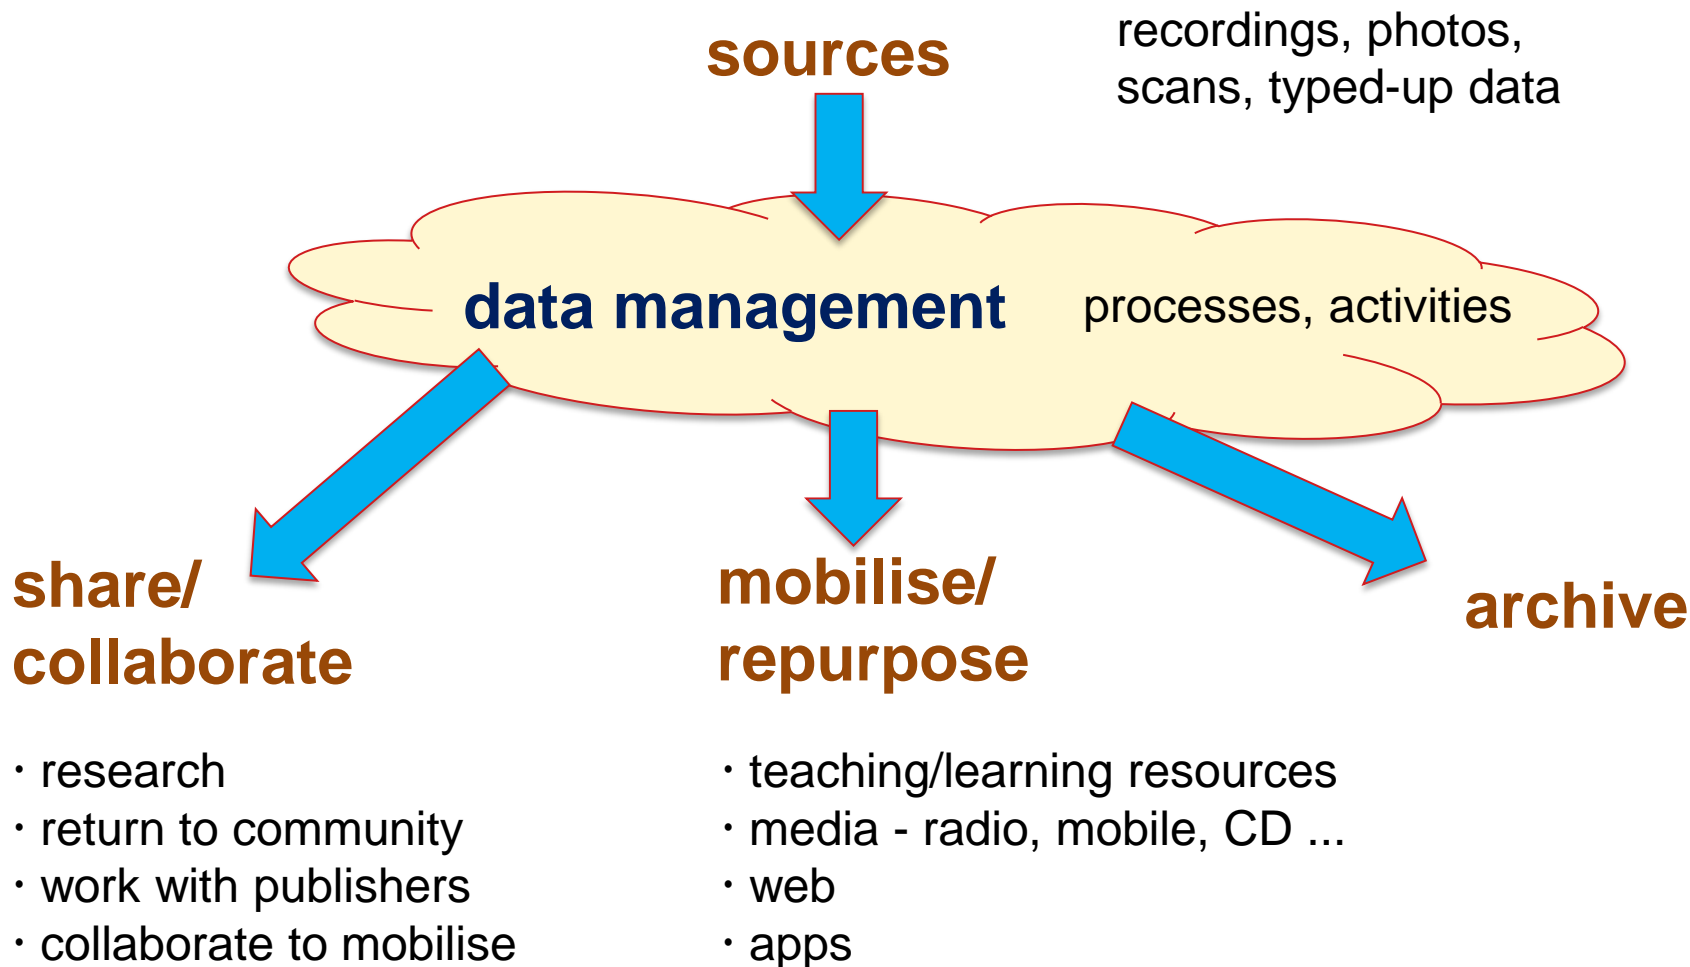 sources
recordings, photos,
scans, typed-up data
data management
processes, activities
share/
collaborate
· research
· return to community
· work with publishers
· collaborate to mobilise
mobilise/
repurpose
· teaching/learning resources
· media - radio, mobile, CD ...
· web
· apps
archive